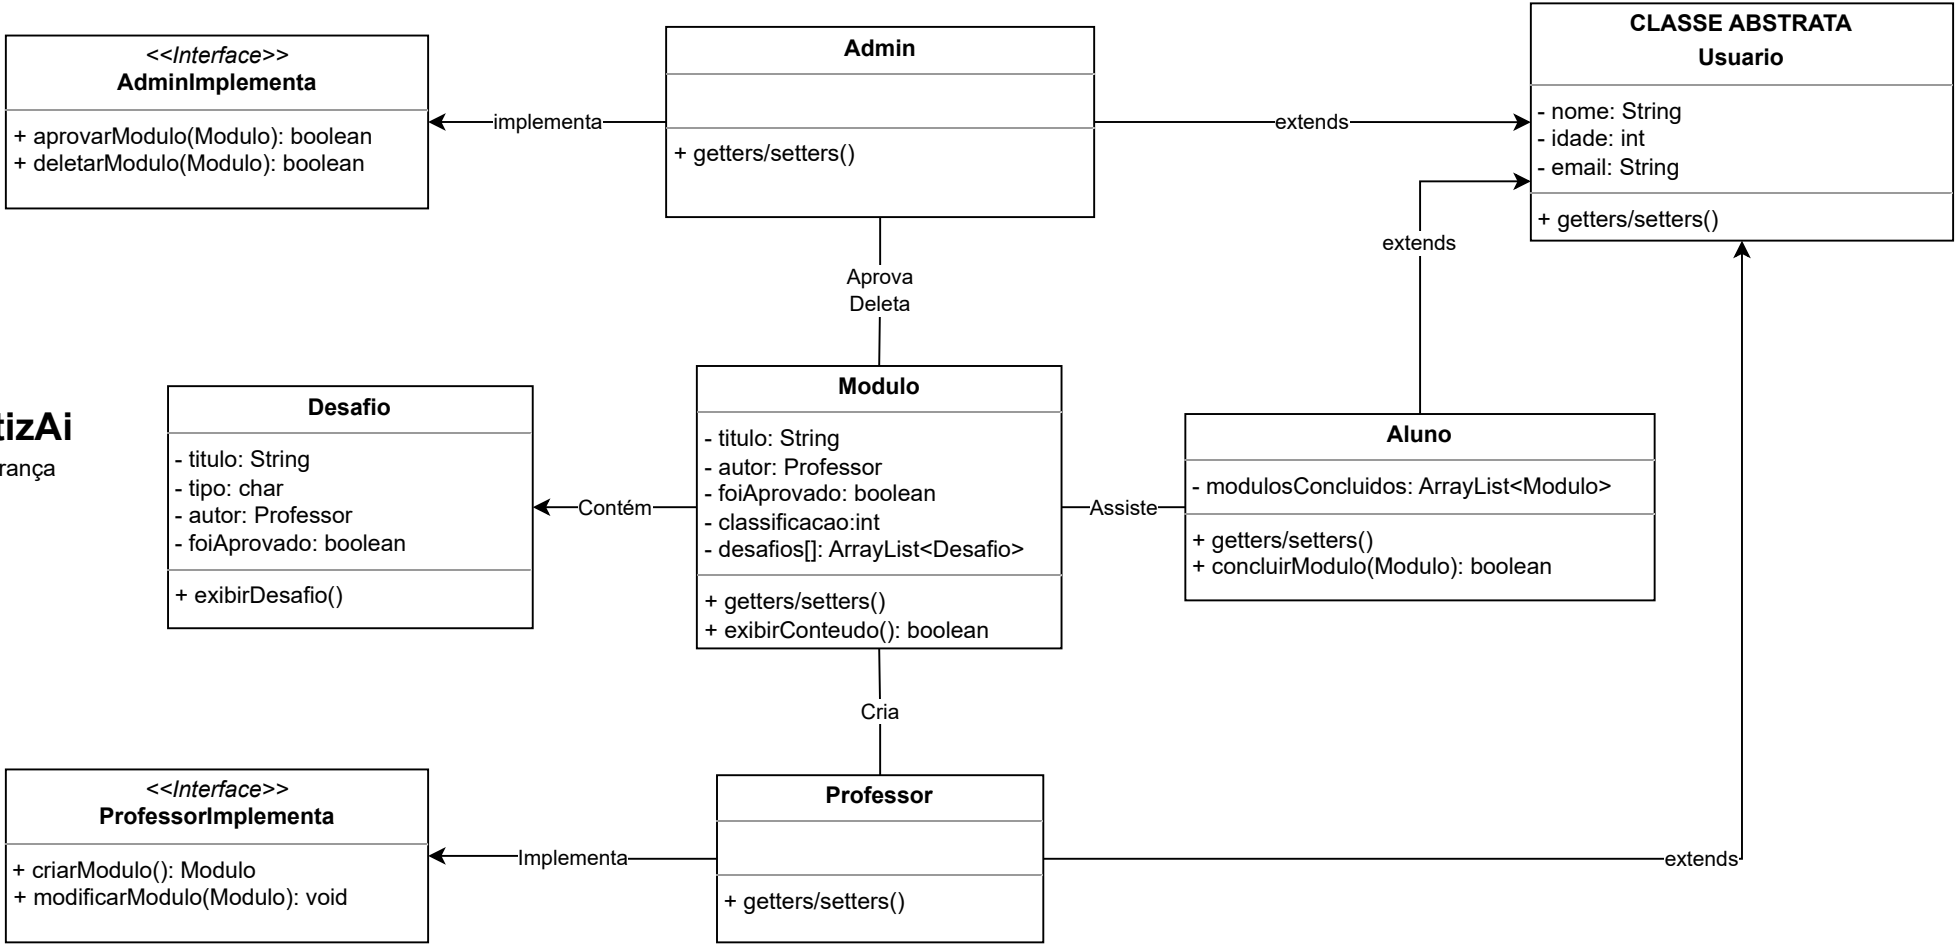 CLASSE ABSTRATA
Usuario
- nome: String
- idade: int
- email: String
+ getters/setters()
Admin
+ getters/setters()
<<Interface>>
AdminImplementa
+ aprovarModulo(Modulo): boolean
+ deletarModulo(Modulo): boolean
implementa
extends
extends
Aprova
Deleta
Modulo
- titulo: String
- autor: Professor
- foiAprovado: boolean
- classificacao:int
- desafios[]: ArrayList<Desafio>
+ getters/setters()
+ exibirConteudo(): boolean
Desafio
- titulo: String
- tipo: char
- autor: Professor
- foiAprovado: boolean
+ exibirDesafio()
Contém
Assiste
Aluno
- modulosConcluidos: ArrayList<Modulo>
+ getters/setters()
+ concluirModulo(Modulo): boolean
Cria
<<Interface>>
ProfessorImplementa
+ criarModulo(): Modulo
+ modificarModulo(Modulo): void
Implementa
Professor
+ getters/setters()
extends